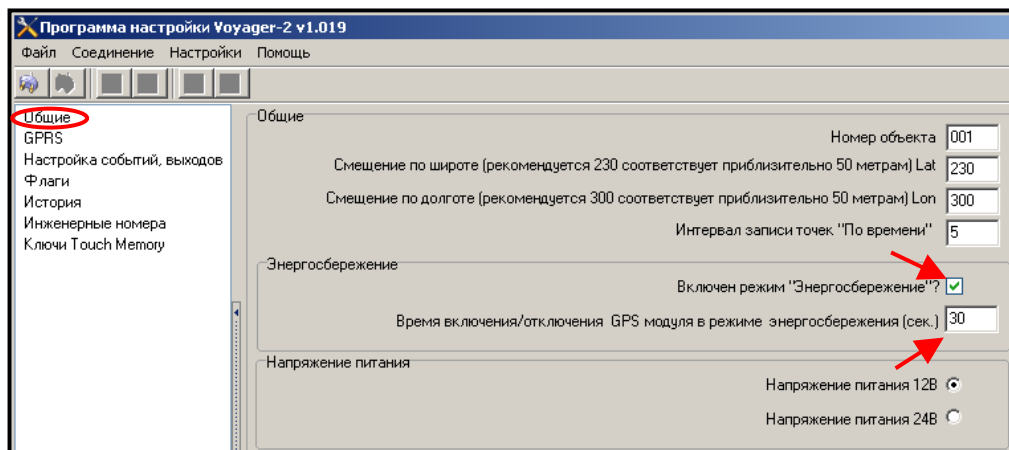 Программа настройки Voyager-2 v1.019
Файл Соединение Настройки Помощь
Общие
GPRS
Настройка событий, выходов
Флаги
История
Инженерные номера
Ключи Touch Memory
Общие
Номер объекта 001
Смещение по широте (рекомендуется 230 соответствует приблизительно 50 метрам) Lat 230
Смещение по долготе (рекомендуется 300 соответствует приблизительно 50 метрам) Lon 300
Интервал записи точек "По времени" 5
Энергосбережение
Включен режим "Энергосбережение"?
Время включения/отключения GPS модуля в режиме энергосбережения (сек.) 30
Напряжение питания
Напряжение питания 12В
Напряжение питания 24В